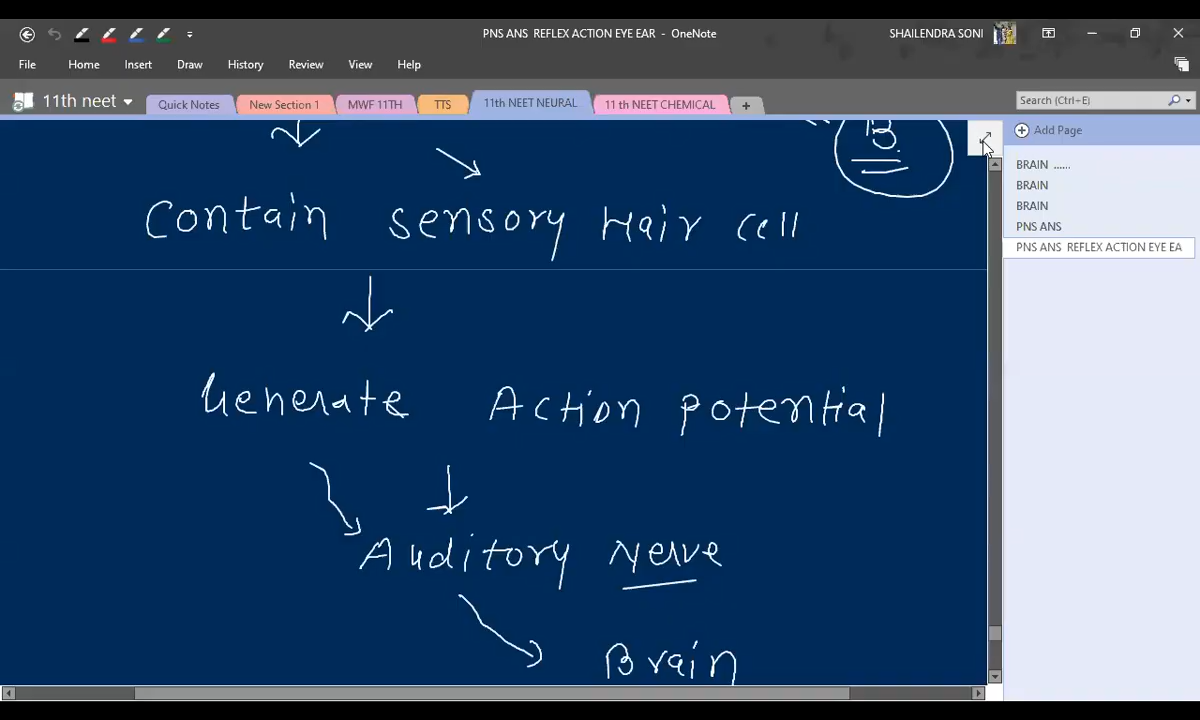 PNS ANS REFLEX ACTION EYE EAR - OneNote
SHAILENDRA SONI
File Home Insert Draw History Review View Help
11th neet
Quick Notes New Section 1 MWF 11TH TTS 11th NEET NEURAL 11 th NEET CHEMICAL
Search (Ctrl+E)
Add Page
BRAIN ......
BRAIN
BRAIN
PNS ANS
PNS ANS REFLEX ACTION EYE EA
B.
Contain sensory Hair cell
Generate Action potential
Auditory Nerve
Brain